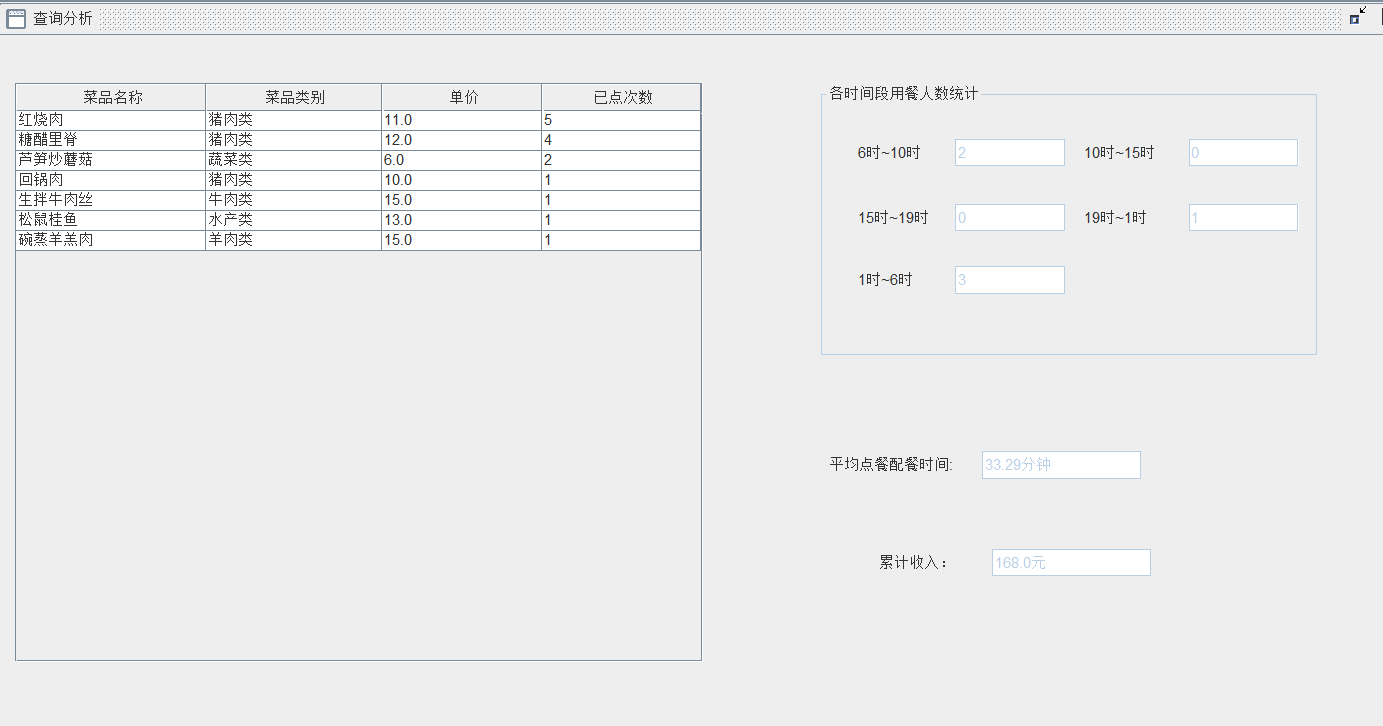 查询分析
菜品名称 菜品类别 单价 已点次数
红烧肉 猪肉类 11.0 5
糖醋里脊 猪肉类 12.0 4
芦笋炒蘑菇 蔬菜类 6.0 2
回锅肉 猪肉类 10.0 1
生拌牛肉丝 牛肉类 15.0 1
松鼠桂鱼 水产类 13.0 1
碗蒸羊羔肉 羊肉类 15.0 1
各时间段用餐人数统计
6时~10时 2 10时~15时 0
15时~19时 0 19时~1时 1
1时~6时 3
平均点餐配餐时间: 33.29分钟
累计收入： 168.0元